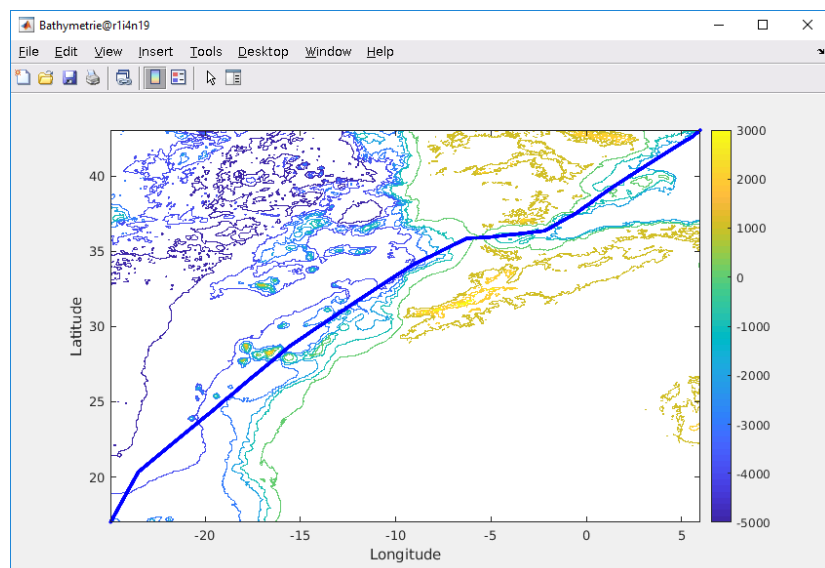 Bathymetrie@r1i4n19
File Edit View Insert Tools Desktop Window Help
40
35
30
25
20
Latitude
-20 -15 -10 -5 0 5
Longitude
3000
2000
1000
0
-1000
-2000
-3000
-4000
-5000